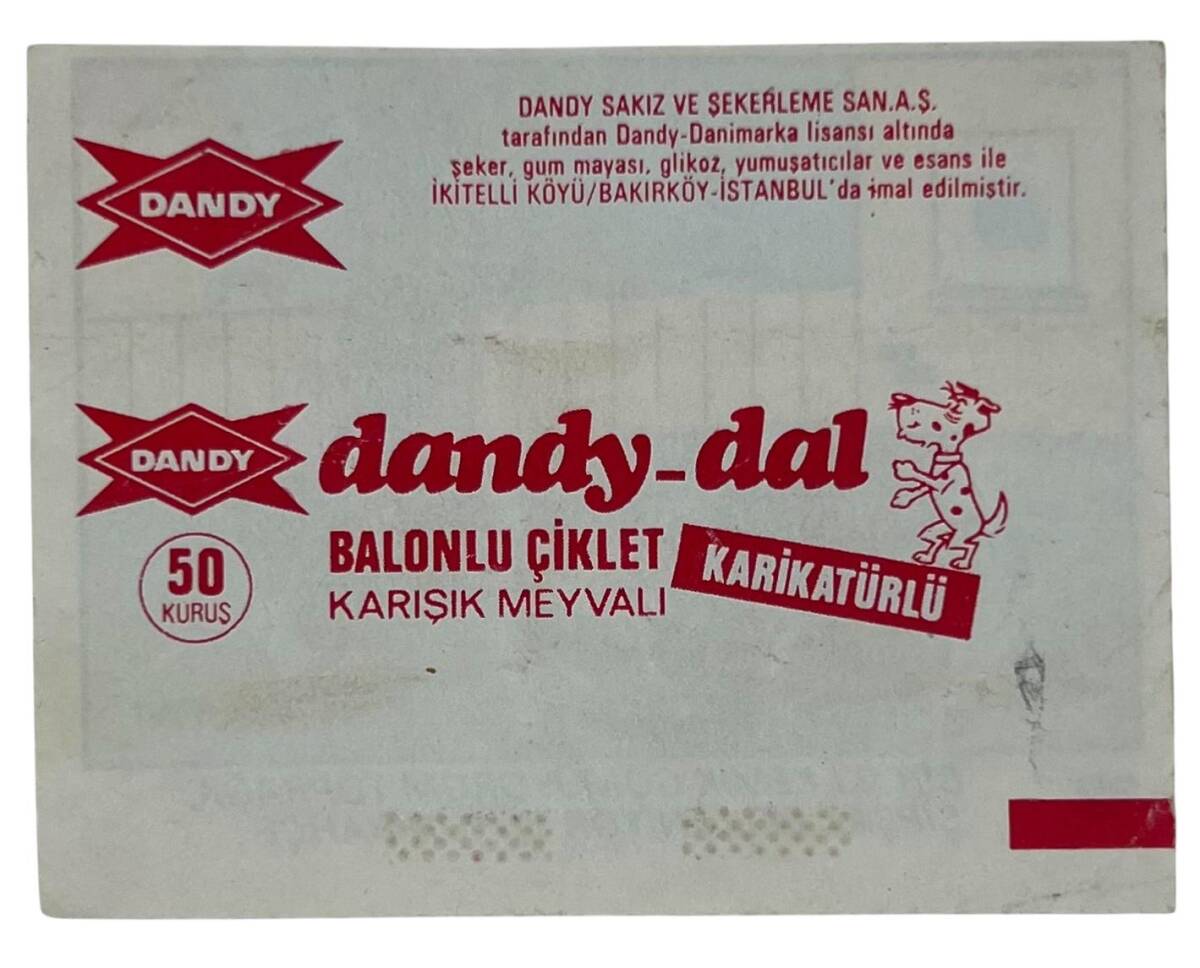 DANDY SAKIZ VE ŞEKERLEME SAN.A.Ş.
tarafından Dandy-Danimarka lisansı altında
şeker, gum mayası, glikoz, yumuşatıcılar ve esans ile
İKİTELLİ KÖYÜ/BAKIRKÖY-İSTANBUL'da imal edilmiştir.
DANDY
DANDY
dandy-dal
50
KURUŞ
BALONLU ÇİKLET
KARIŞIK MEYVALI
KARİKATÜRLÜ